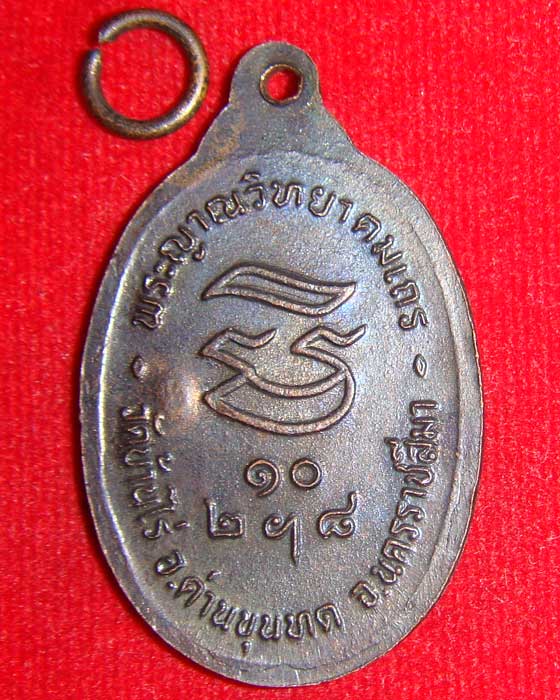 พระญาณวิทยาคมเถร
๑๐
๒ ๗ ๘
วัดบ้านไร่ อ.ด่านขุนทด จ.นครราชสีมา